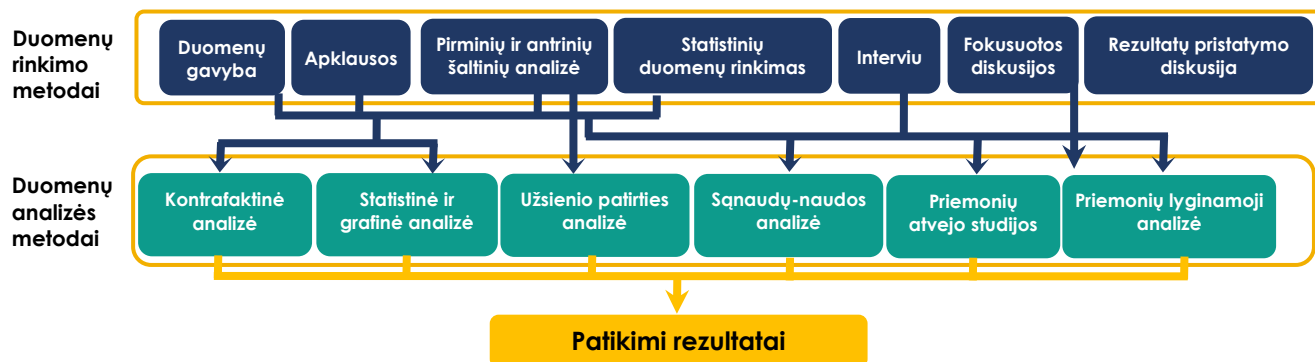 Duomenų
rinkimo
metodai
Duomenų
gavyba
Apklausos
Pirminių ir antrinių
šaltinių analizė
Statistinių
duomenų rinkimas
Interviu
Fokusuotos
diskusijos
Rezultatų pristatymo
diskusija
Duomenų
analizės
metodai
Kontrafaktinė
analizė
Statistinė ir
grafinė analizė
Užsienio patirties
analizė
Sąnaudų-naudos
analizė
Priemonių
atvejo studijos
Priemonių lyginamoji
analizė
Patikimi rezultatai